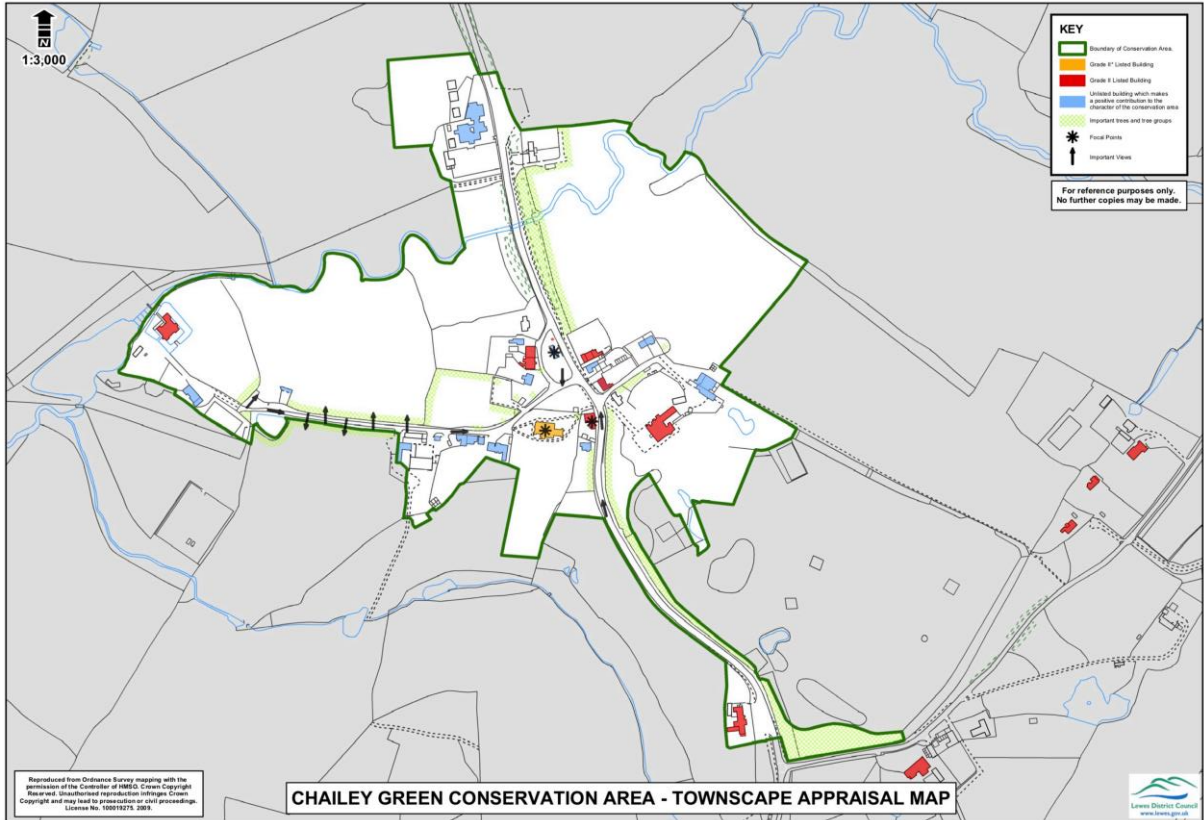 N
1:3,000
KEY
Boundary of Conservation Area.
Grade II* Listed Building
Grade II Listed Building
Unlisted building which makes
a positive contribution to the
character of the conservation area
Important trees and tree groups
Focal Points
Important Views
For reference purposes only.
No further copies may be made.
Reproduced from Ordnance Survey mapping with the
permission of the Controller of HMSO. Crown Copyright
Reserved. Unauthorised reproduction infringes Crown
Copyright and may lead to prosecution or civil proceedings.
License No. 100019275. 2009.
CHAILEY GREEN CONSERVATION AREA - TOWNSCAPE APPRAISAL MAP
Lewes District Council
www.lewes.gov.uk